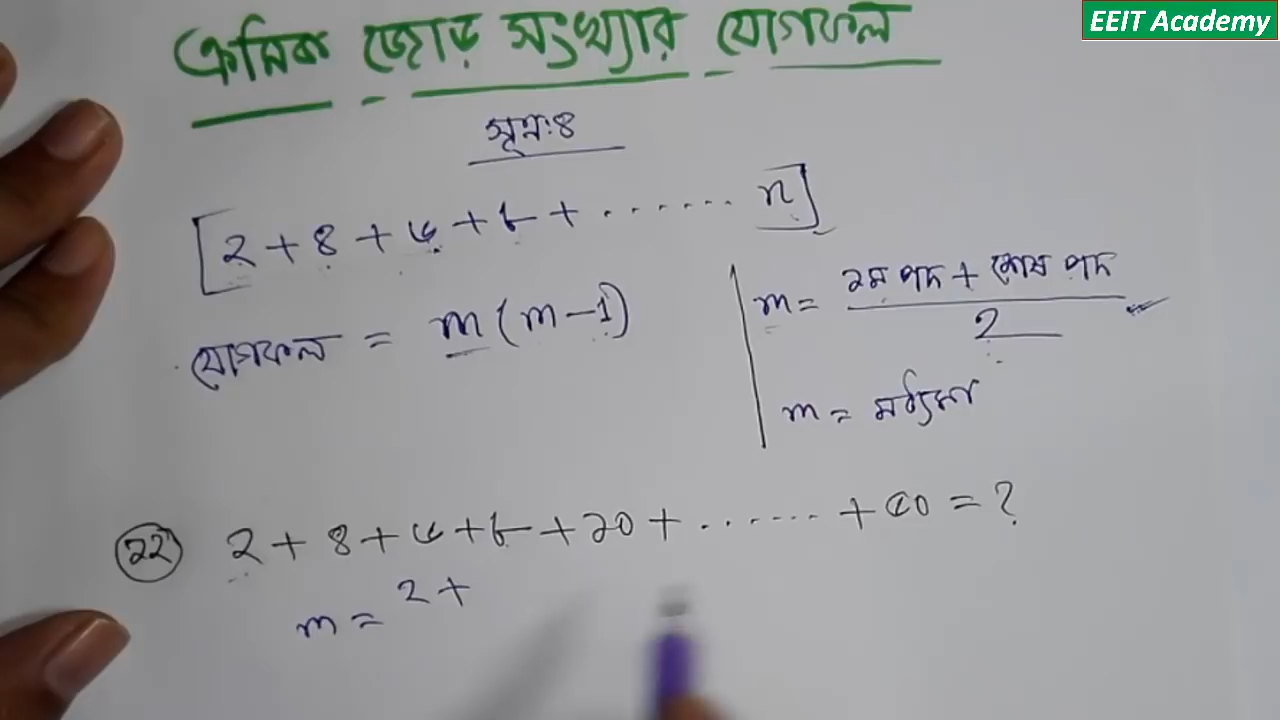 EEIT Academy
ক্রমিক জোড় সংখ্যার যোগফল
সূত্রঃ৪
[২+৪+৬+৮+....... n]
যোগফল = m(m-1)
m = ১ম পদ + শেষ পদ / 2
m = মধ্যমা
১১ ২+৪+৬+৮+১০+.......+৫০=?
m = ২+